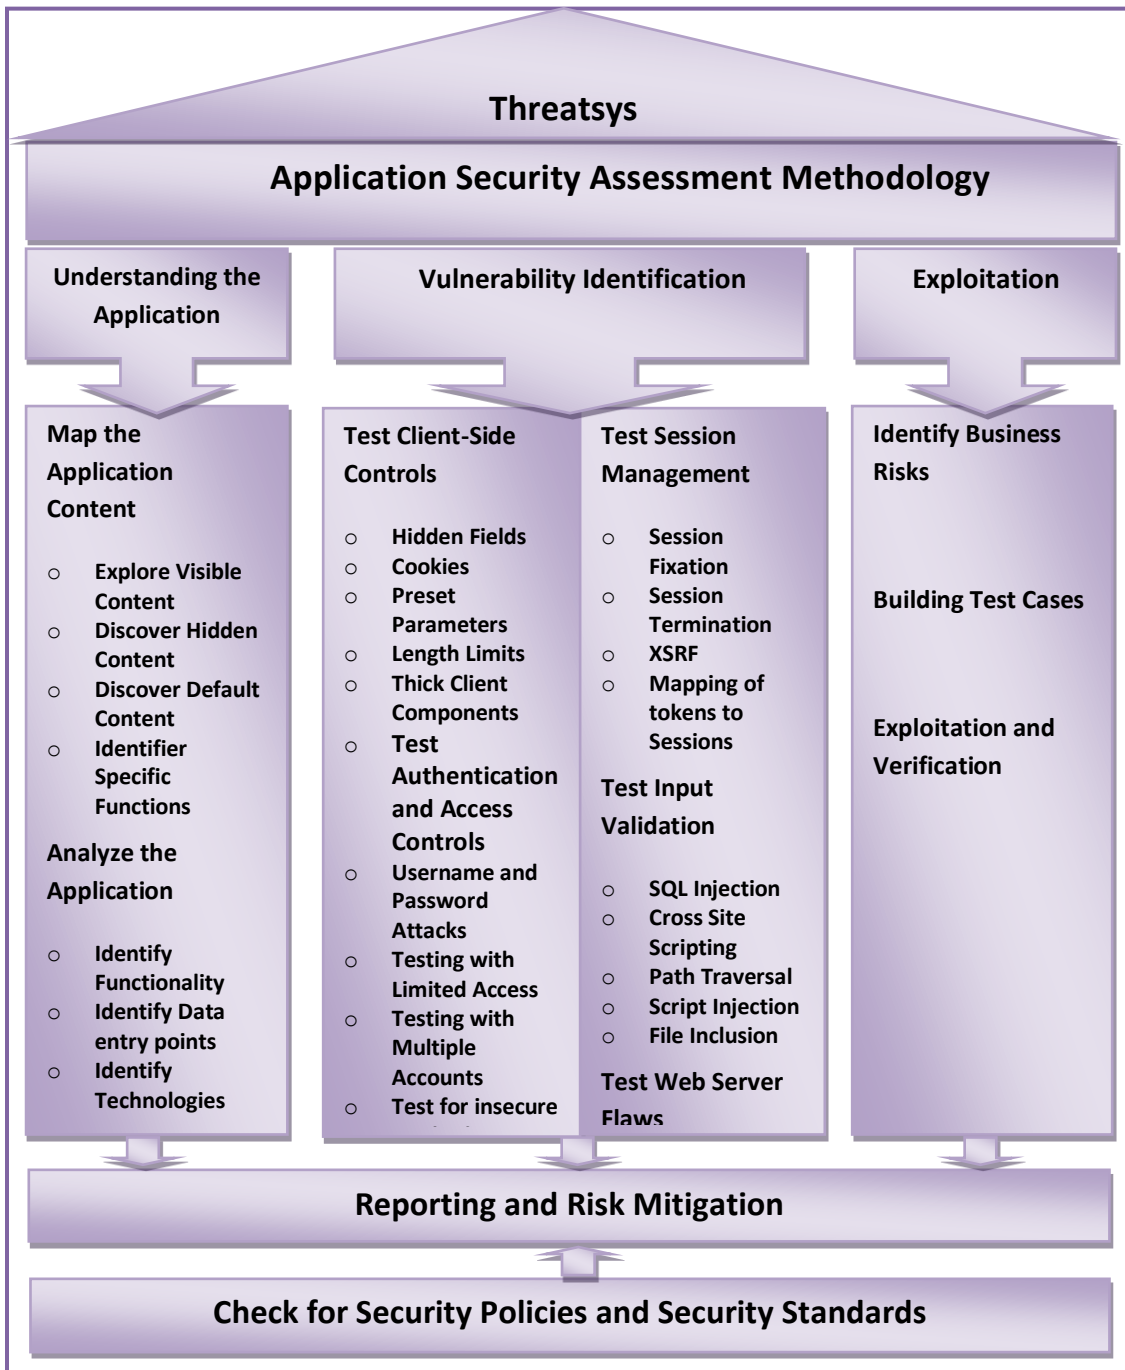 Threatsys
Application Security Assessment Methodology
Understanding the
Application
Vulnerability Identification
Exploitation
Map the
Application
Content
o Explore Visible
Content
o Discover Hidden
Content
o Discover Default
Content
o Identifier
Specific
Functions
Analyze the
Application
o Identify
Functionality
o Identify Data
entry points
o Identify
Technologies
Test Client-Side
Controls
o Hidden Fields
o Cookies
o Preset
Parameters
o Length Limits
o Thick Client
Components
o Test
Authentication
and Access
Controls
o Username and
Password
Attacks
o Testing with
Limited Access
o Testing with
Multiple
Accounts
o Test for insecure
Test Session
Management
o Session
Fixation
o Session
Termination
o XSRF
o Mapping of
tokens to
Sessions
Test Input
Validation
o SQL Injection
o Cross Site
Scripting
o Path Traversal
o Script Injection
o File Inclusion
Test Web Server
Flaws
Identify Business
Risks
Building Test Cases
Exploitation and
Verification
Reporting and Risk Mitigation
Check for Security Policies and Security Standards